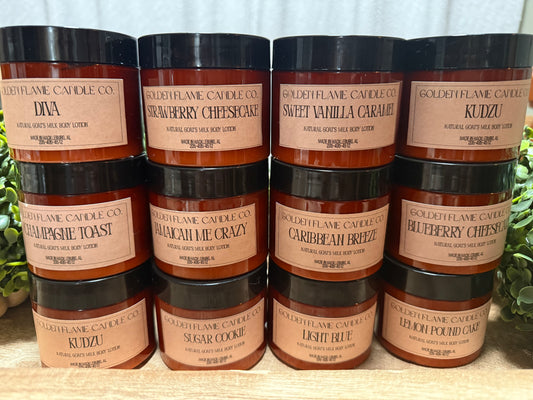 GOLDEN FLAME CANDLE CO.
DIVA
NATURAL GOAT'S MILK BODY LOTION
GOLDEN FLAME CANDLE CO.
STRAWBERRY CHEESECAKE
NATURAL GOAT'S MILK BODY LOTION
GOLDEN FLAME CANDLE CO.
SWEET VANILLA CARAMEL
NATURAL GOAT'S MILK BODY LOTION
GOLDEN FLAME CANDLE CO.
KUDZU
NATURAL GOAT'S MILK BODY LOTION
GOLDEN FLAME CANDLE CO.
CHAMPAGNE TOAST
NATURAL GOAT'S MILK BODY LOTION
GOLDEN FLAME CANDLE CO.
JAMAICAN ME CRAZY
NATURAL GOAT'S MILK BODY LOTION
GOLDEN FLAME CANDLE CO.
CARIBBEAN BREEZE
NATURAL GOAT'S MILK BODY LOTION
GOLDEN FLAME CANDLE CO.
BLUEBERRY CHEESECAKE
NATURAL GOAT'S MILK BODY LOTION
GOLDEN FLAME CANDLE CO.
KUDZU
NATURAL GOAT'S MILK BODY LOTION
GOLDEN FLAME CANDLE CO.
SUGAR COOKIE
NATURAL GOAT'S MILK BODY LOTION
GOLDEN FLAME CANDLE CO.
LIGHT BLUE
NATURAL GOAT'S MILK BODY LOTION
GOLDEN FLAME CANDLE CO.
LEMON POUND CAKE
NATURAL GOAT'S MILK BODY LOTION